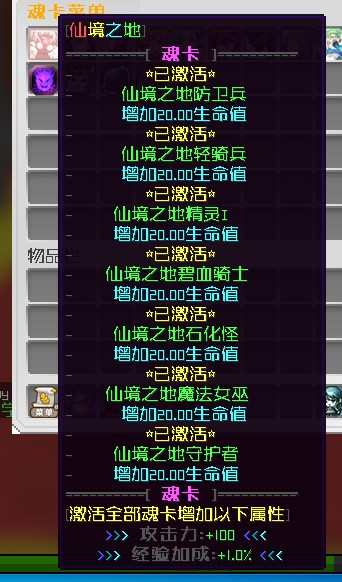 魂卡菜单
[仙境之地]
----------[ 魂卡 ]----------
☆已激活☆
仙境之地防卫兵
增加20.00生命值
☆已激活☆
仙境之地轻骑兵
增加20.00生命值
☆已激活☆
仙境之地精灵I
增加20.00生命值
☆已激活☆
仙境之地碧血骑士
增加20.00生命值
☆已激活☆
仙境之地石化怪
增加20.00生命值
☆已激活☆
仙境之地魔法女巫
增加20.00生命值
☆已激活☆
仙境之地守护者
增加20.00生命值
----------[ 魂卡 ]----------
[激活全部魂卡增加以下属性]
>>> 攻击力:+100 <<<
>>> 经验加成:+1.0% <<<
物品
菜单